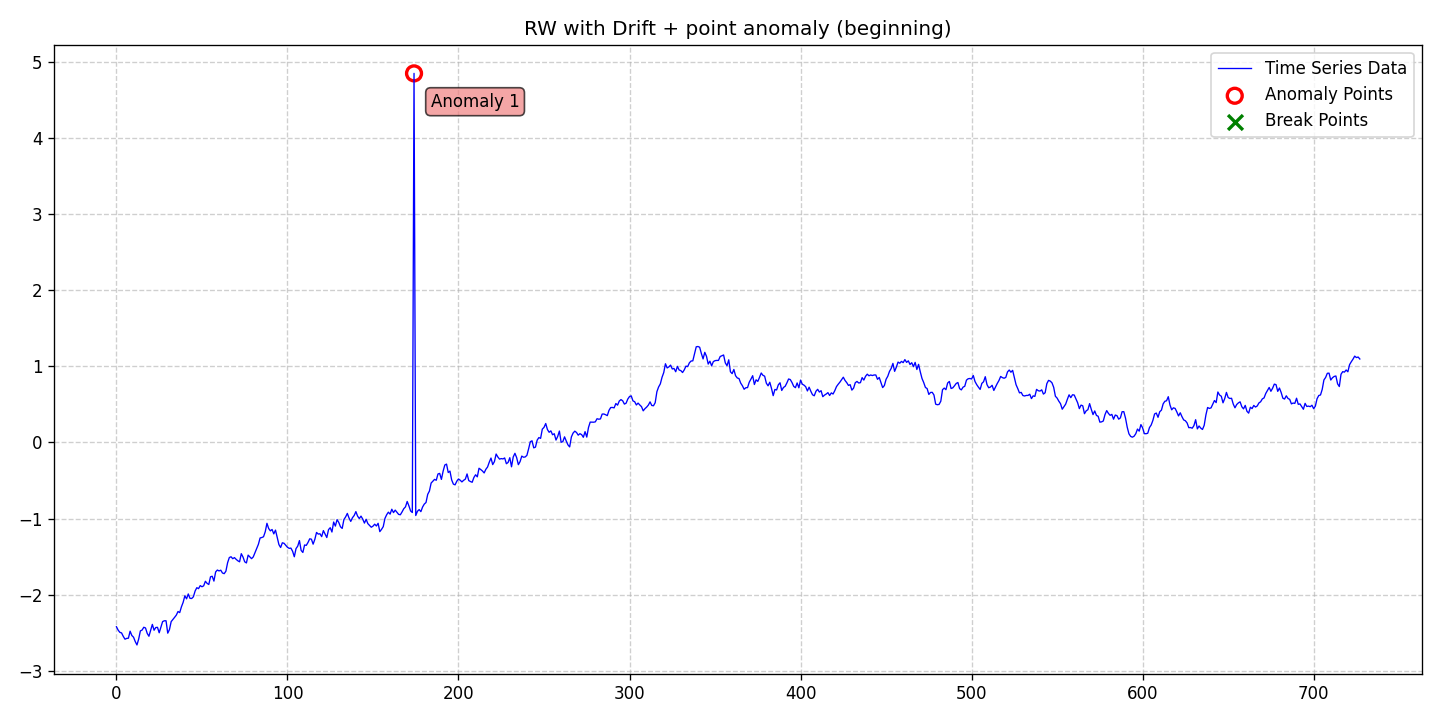 RW with Drift + point anomaly (beginning)
Time Series Data
Anomaly Points
Break Points
Anomaly 1
5
4
3
2
1
0
−1
−2
−3
0 100 200 300 400 500 600 700